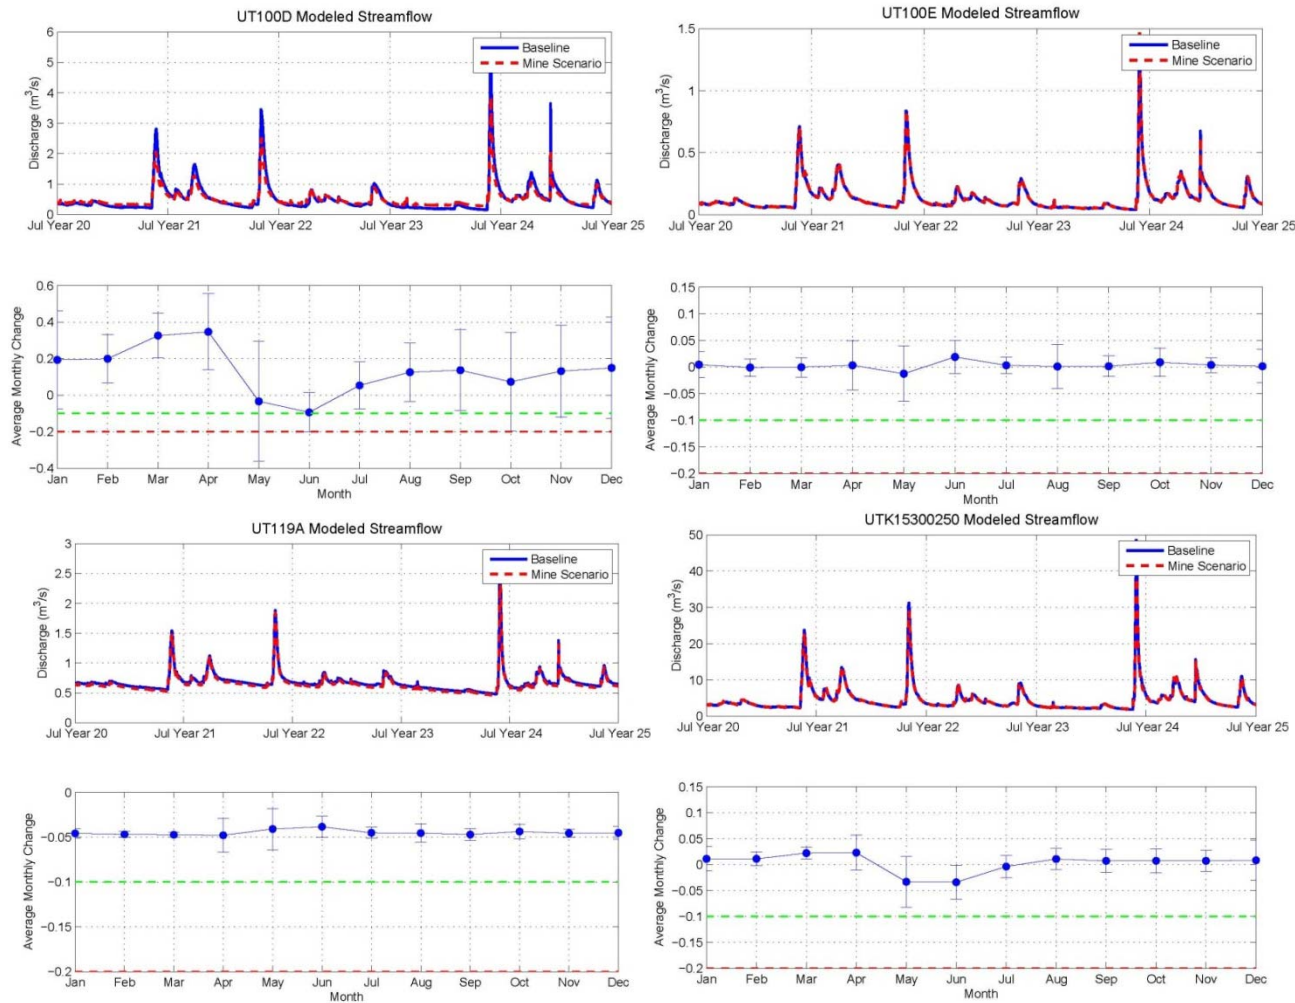 UT100D Modeled Streamflow
6
5
4
3
2
1
0
Discharge (m³/s)
Baseline
Mine Scenario
Jul Year 20 Jul Year 21 Jul Year 22 Jul Year 23 Jul Year 24 Jul Year 25
0.6
0.4
0.2
0
−0.2
−0.4
Average Monthly Change
Jan Feb Mar Apr May Jun Jul Aug Sep Oct Nov Dec
Month
UT100E Modeled Streamflow
1.5
1
0.5
0
Discharge (m³/s)
Baseline
Mine Scenario
Jul Year 20 Jul Year 21 Jul Year 22 Jul Year 23 Jul Year 24 Jul Year 25
0.15
0.1
0.05
0
−0.05
−0.1
−0.15
−0.2
Average Monthly Change
Jan Feb Mar Apr May Jun Jul Aug Sep Oct Nov Dec
Month
UT119A Modeled Streamflow
3
2.5
2
1.5
1
0.5
0
Discharge (m³/s)
Baseline
Mine Scenario
Jul Year 20 Jul Year 21 Jul Year 22 Jul Year 23 Jul Year 24 Jul Year 25
0
−0.05
−0.1
−0.15
−0.2
Average Monthly Change
Jan Feb Mar Apr May Jun Jul Aug Sep Oct Nov Dec
Month
UTK15300250 Modeled Streamflow
50
40
30
20
10
0
Discharge (m³/s)
Baseline
Mine Scenario
Jul Year 20 Jul Year 21 Jul Year 22 Jul Year 23 Jul Year 24 Jul Year 25
0.15
0.1
0.05
0
−0.05
−0.1
−0.15
−0.2
Average Monthly Change
Jan Feb Mar Apr May Jun Jul Aug Sep Oct Nov Dec
Month